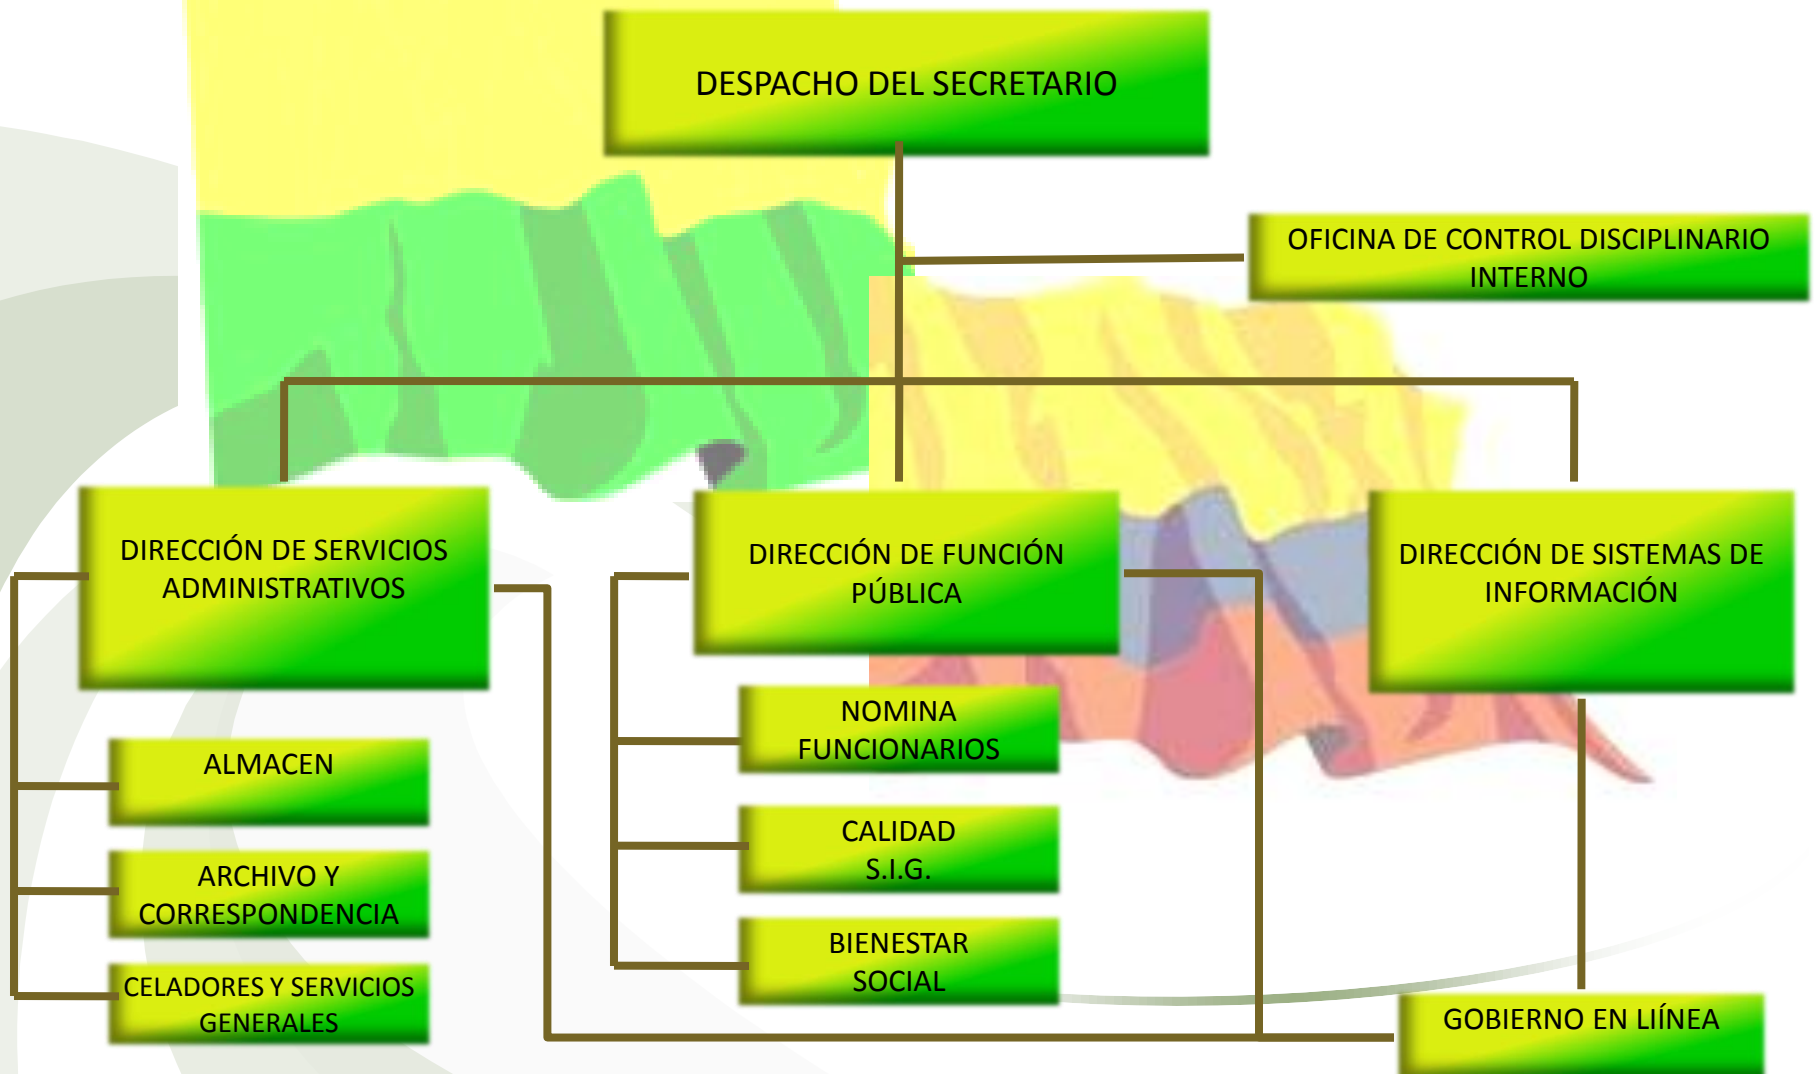 DESPACHO DEL SECRETARIO
OFICINA DE CONTROL DISCIPLINARIO
INTERNO
DIRECCIÓN DE SERVICIOS
ADMINISTRATIVOS
ALMACEN
ARCHIVO Y
CORRESPONDENCIA
CELADORES Y SERVICIOS
GENERALES
DIRECCIÓN DE FUNCIÓN
PÚBLICA
NOMINA
FUNCIONARIOS
CALIDAD
S.I.G.
BIENESTAR
SOCIAL
DIRECCIÓN DE SISTEMAS DE
INFORMACIÓN
GOBIERNO EN LIÍNEA